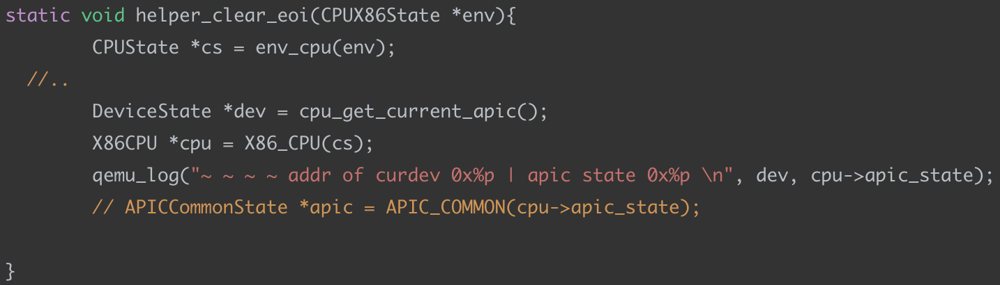 static void helper_clear_eoi(CPUX86State *env){
        CPUState *cs = env_cpu(env);
  //..
        DeviceState *dev = cpu_get_current_apic();
        X86CPU *cpu = X86_CPU(cs);
        qemu_log("~ ~ ~ ~ addr of curdev 0x%p | apic state 0x%p \n", dev, cpu->apic_state);
        // APICCommonState *apic = APIC_COMMON(cpu->apic_state);
}